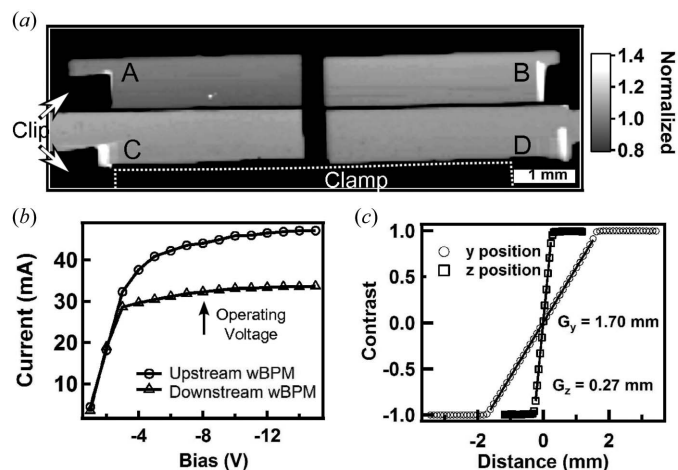 (a)
A
B
C
D
Clip
Clamp
1 mm
1.4
1.2
1.0
0.8
Normalized
(b)
Current (mA)
40
30
20
10
Operating
Voltage
Upstream wBPM
Downstream wBPM
-4
-8
-12
Bias (V)
(c)
Contrast
1.0
0.5
0.0
-0.5
-1.0
y position
z position
Gy = 1.70 mm
Gz = 0.27 mm
-2
0
2
Distance (mm)